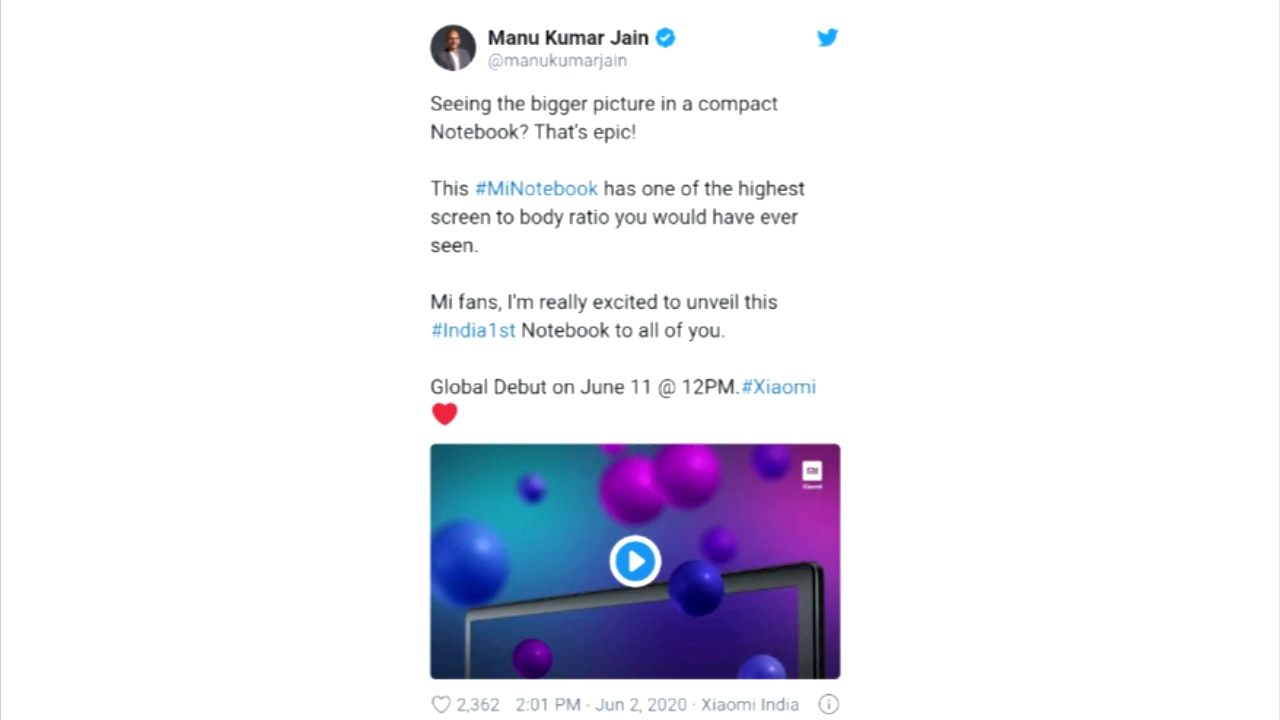 Manu Kumar Jain
@manukumarjain
Seeing the bigger picture in a compact
Notebook? That's epic!
This #MiNotebook has one of the highest
screen to body ratio you would have ever
seen.
Mi fans, I'm really excited to unveil this
#India1st Notebook to all of you.
Global Debut on June 11 @ 12PM.#Xiaomi
mi
Xiaomi
2,362 2:01 PM · Jun 2, 2020 · Xiaomi India